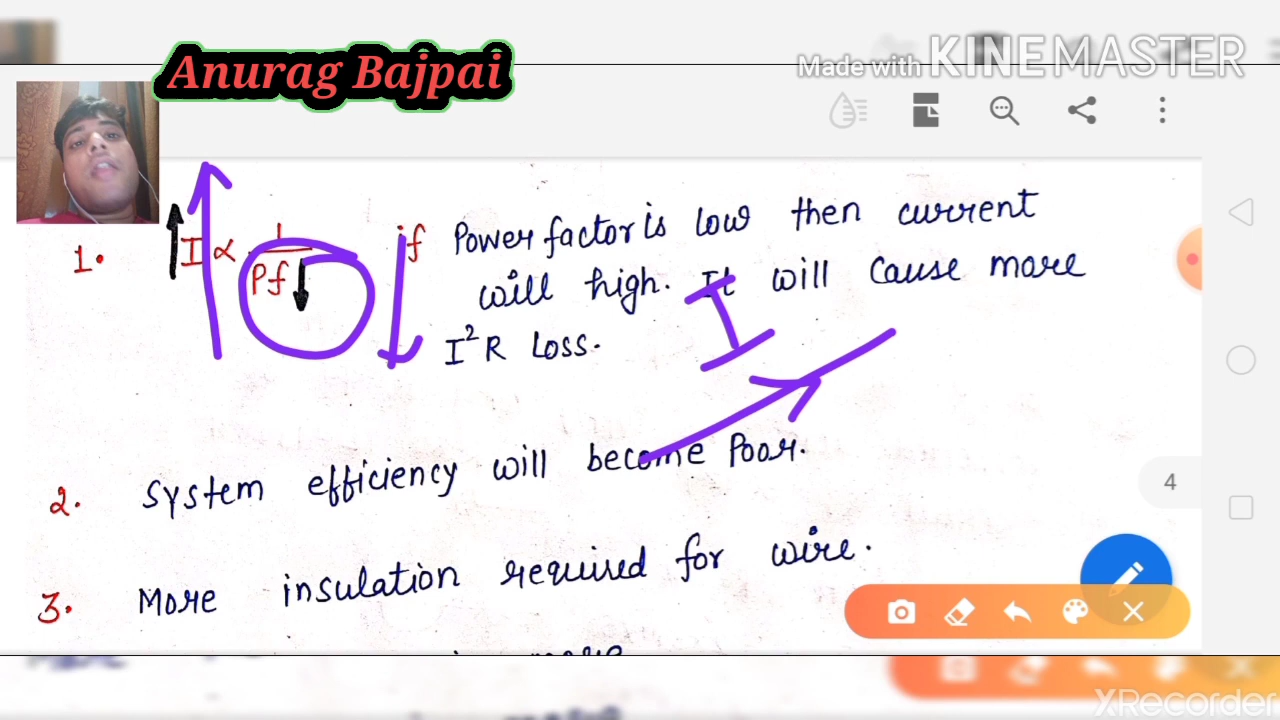 Anurag Bajpai
Made with KINEMASTER
1. I ∝ 1/Pf if Power factor is low then current
will high. It will cause more
I²R Loss.
2. System efficiency will become Poor.
4
3. More insulation required for wire.
XRecorder